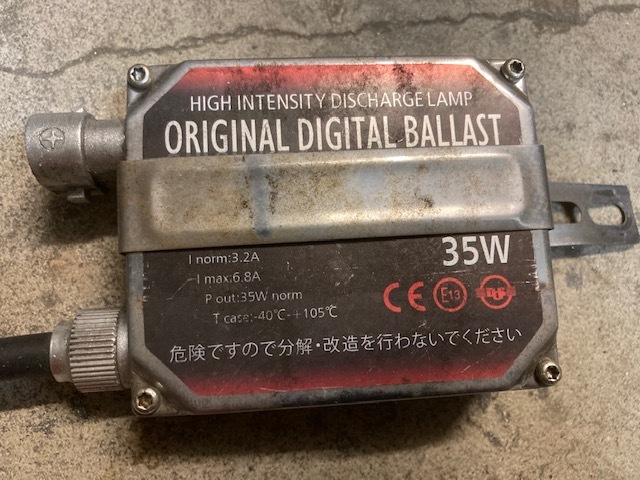 HIGH INTENSITY DISCHARGE LAMP
ORIGINAL DIGITAL BALLAST
I norm:3.2A
35W
I max:6.8A
P out:35W norm
T case:-40℃-+105℃
CE E13
危険ですので分解・改造を行わないでください